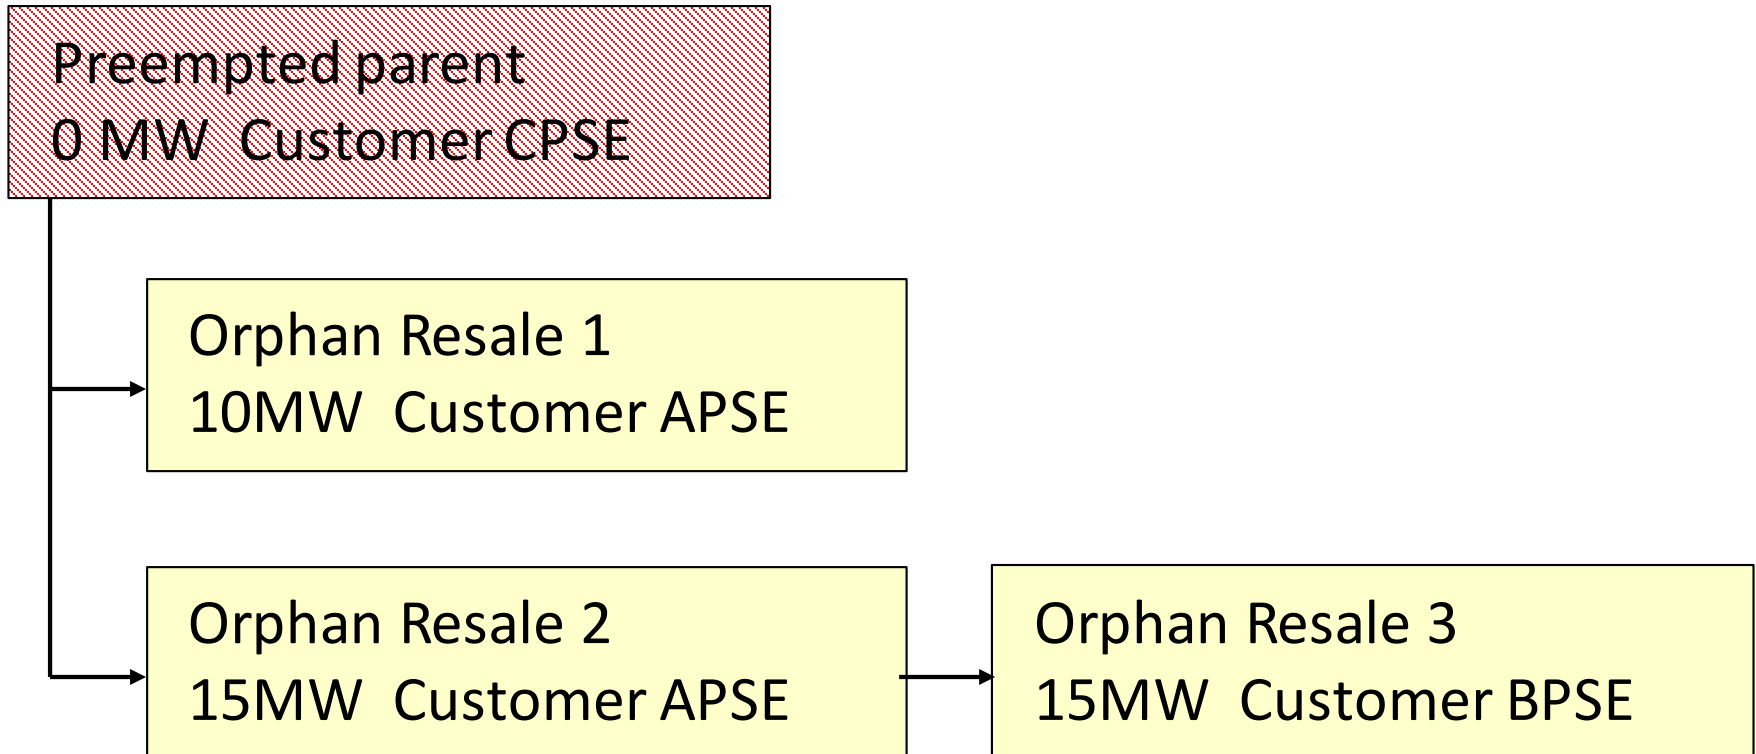 Preempted parent
0 MW  Customer CPSE
Orphan Resale 1
10MW  Customer APSE
Orphan Resale 2
15MW  Customer APSE
Orphan Resale 3
15MW  Customer BPSE